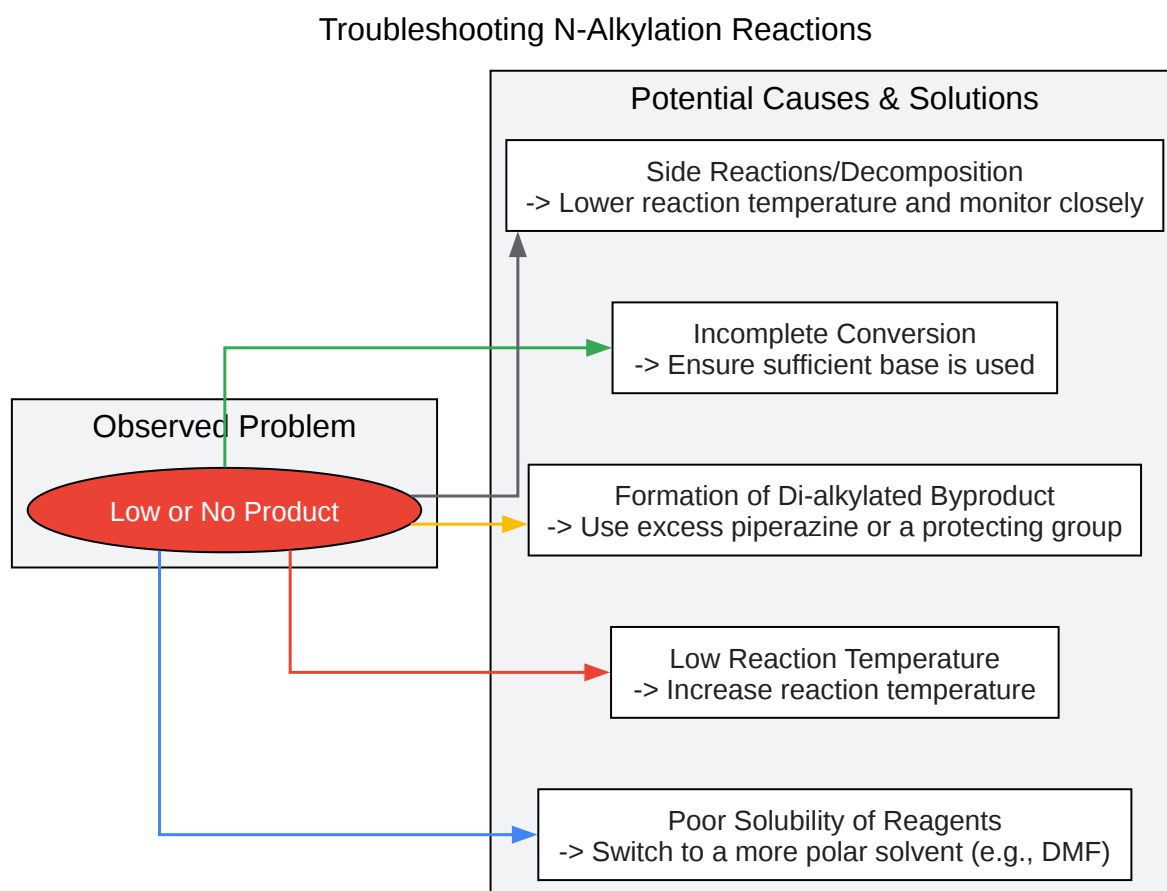 Troubleshooting N-Alkylation Reactions
Potential Causes & Solutions
Side Reactions/Decomposition
-> Lower reaction temperature and monitor closely
Incomplete Conversion
-> Ensure sufficient base is used
Observed Problem
Low or No Product
Formation of Di-alkylated Byproduct
-> Use excess piperazine or a protecting group
Low Reaction Temperature
-> Increase reaction temperature
Poor Solubility of Reagents
-> Switch to a more polar solvent (e.g., DMF)